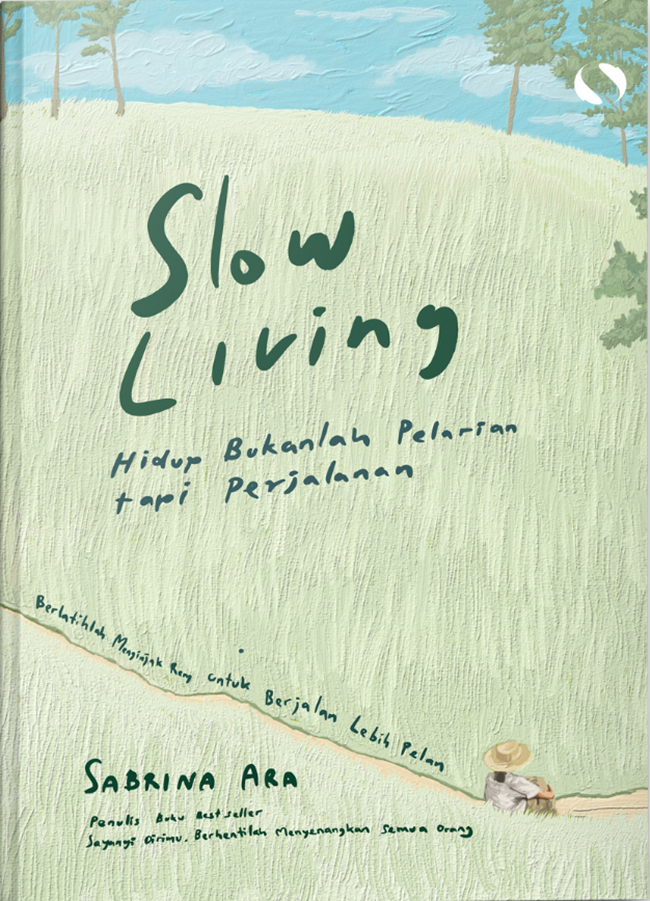 Slow
Living
Hidup Bukanlah Pelarian
tapi Perjalanan
Berlatihlah Menginjak Rem untuk Berjalan Lebih Pelan
SABRINA ARA
Penulis Buku Best seller
Sayangi Dirimu. Berhentilah Menyenangkan Semua Orang